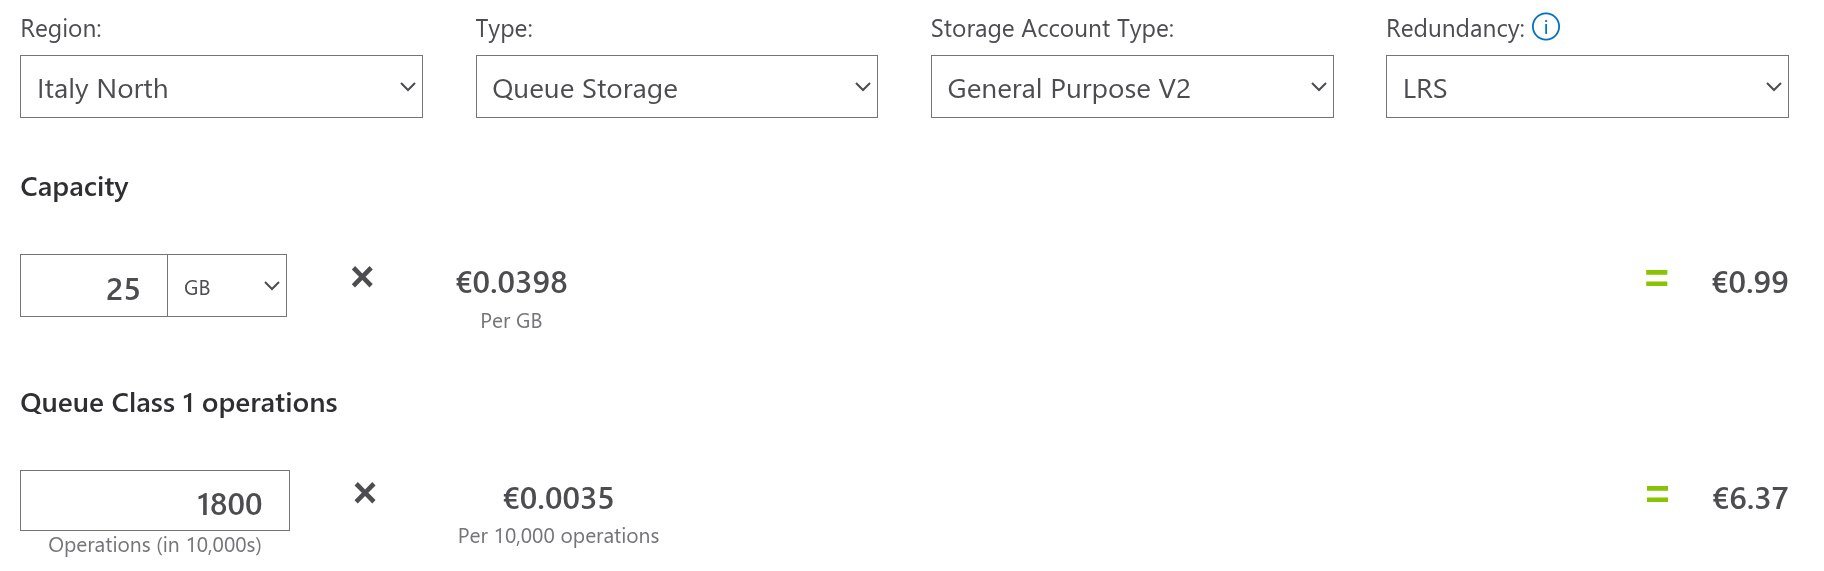 Region: Type: Storage Account Type: Redundancy: i
Italy North Queue Storage General Purpose V2 LRS
Capacity
25 GB × €0.0398 = €0.99
Per GB
Queue Class 1 operations
1800 × €0.0035 = €6.37
Operations (in 10,000s) Per 10,000 operations